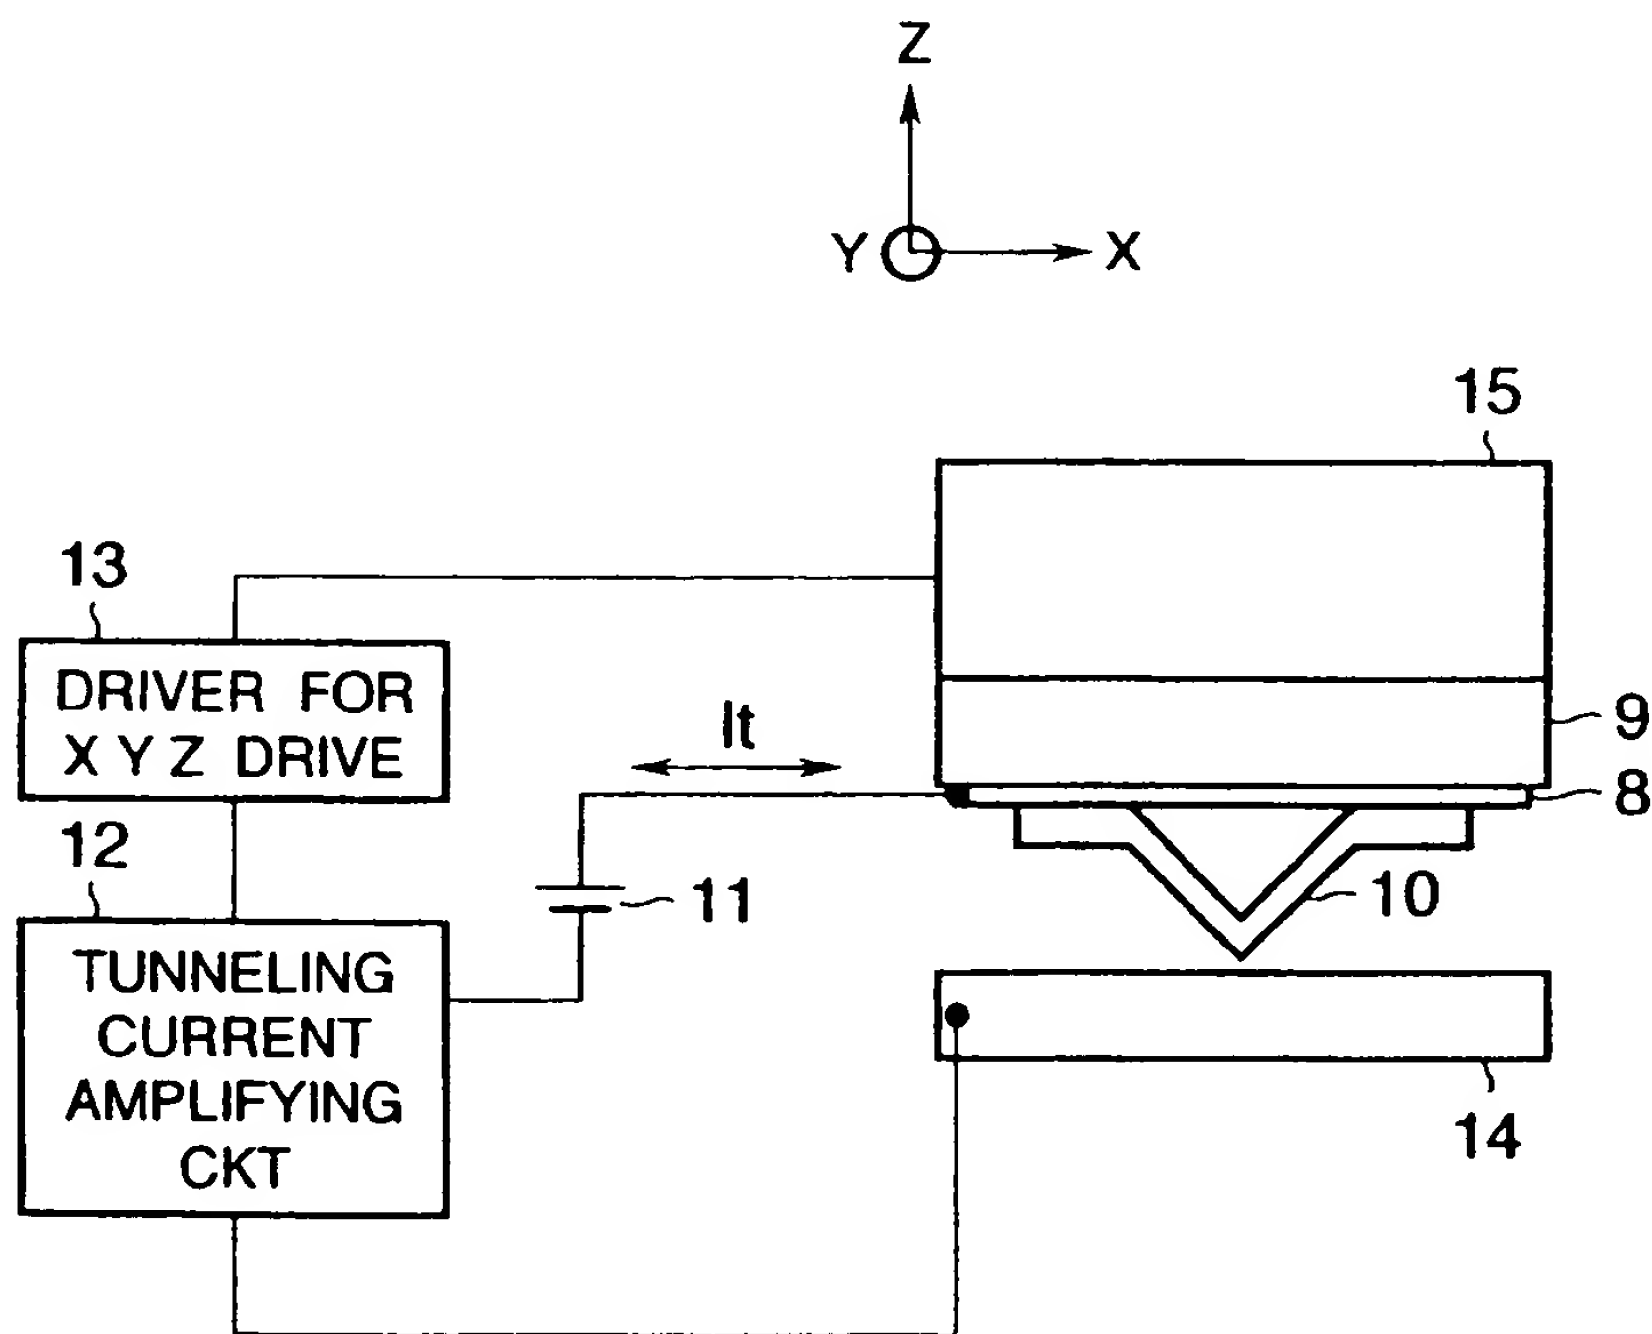 Z
Y
X
15
13
DRIVER FOR
X Y Z DRIVE
It
9
8
12
11
10
TUNNELING
CURRENT
AMPLIFYING
CKT
14